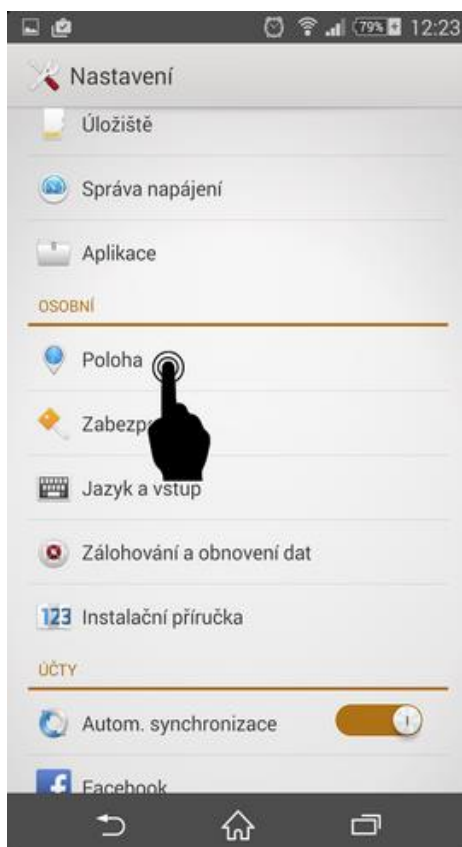 79% 12:23
Nastavení
Úložiště
Správa napájení
Aplikace
OSOBNÍ
Poloha
Jazyk a vstup
Zálohování a obnovení dat
123 Instalační příručka
ÚČTY
Autom. synchronizace
Facebook